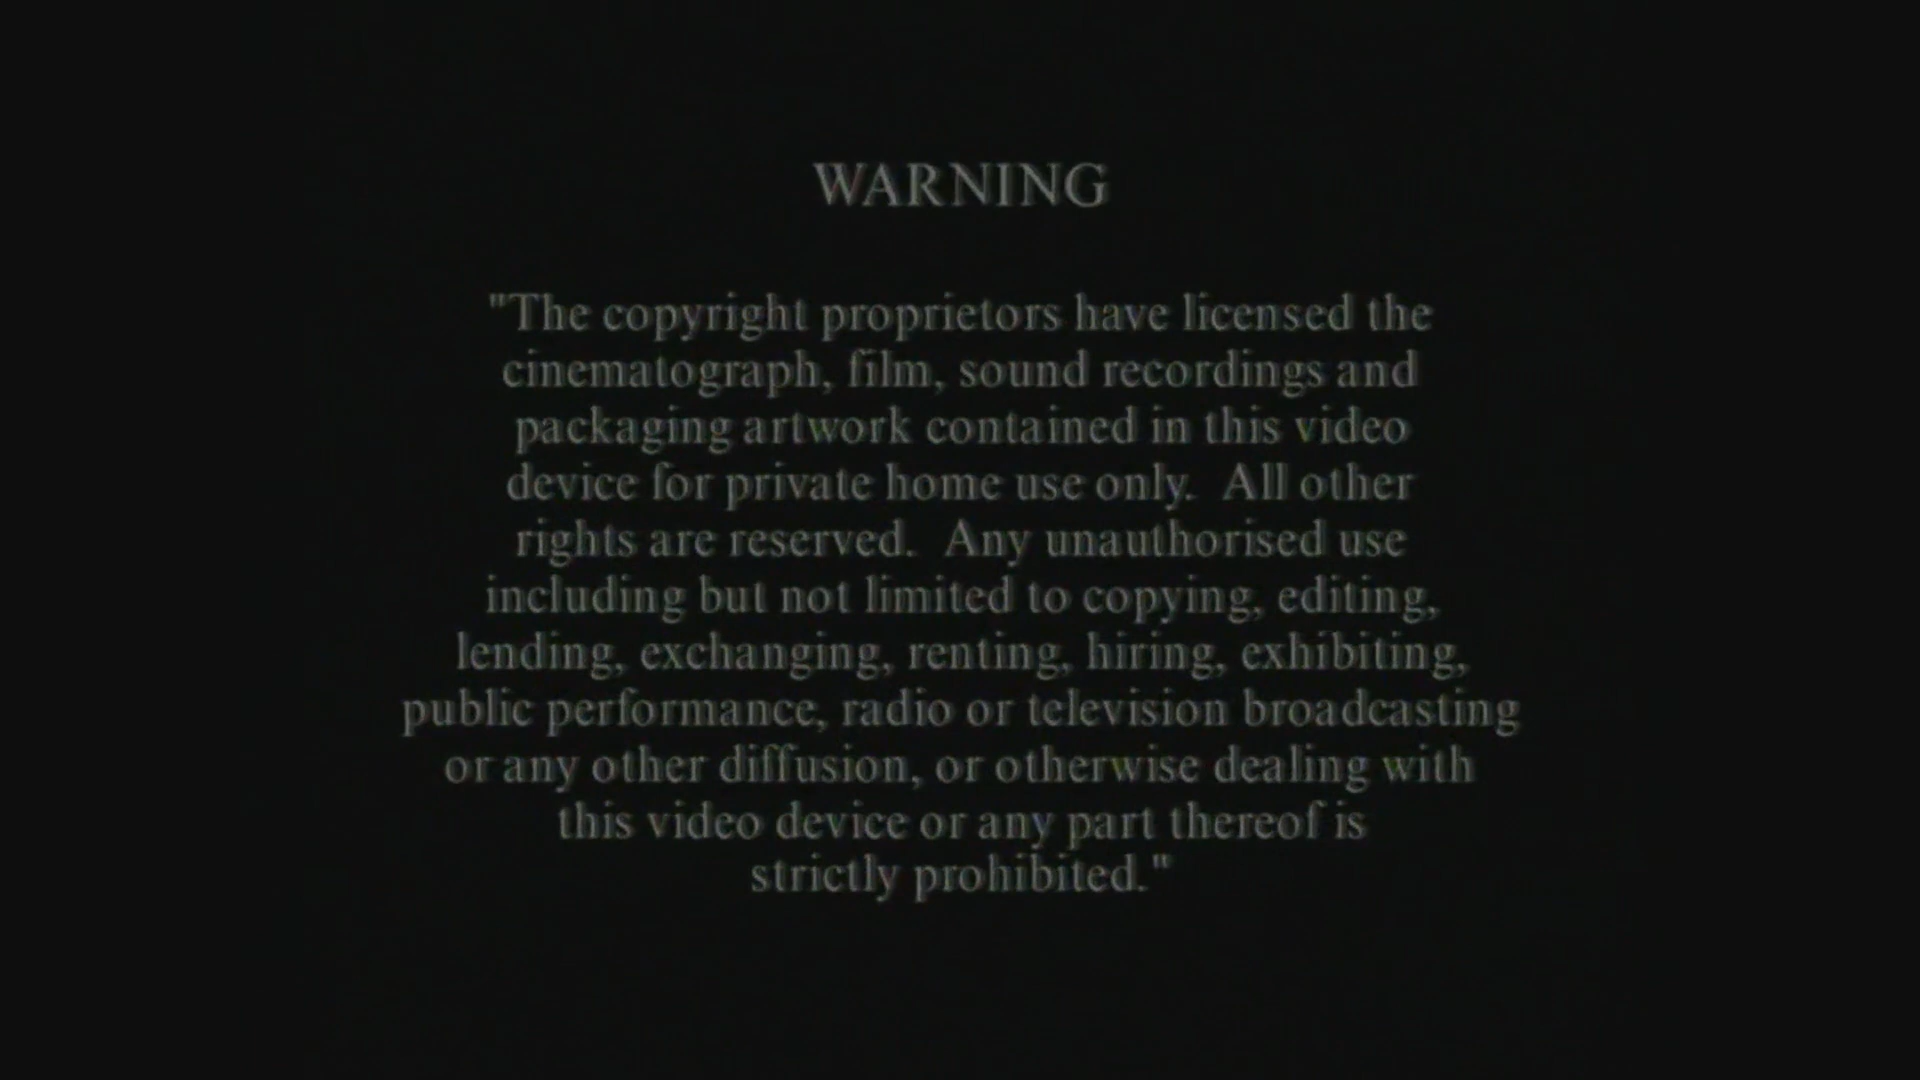 WARNING
"The copyright proprietors have licensed the
cinematograph, film, sound recordings and
packaging artwork contained in this video
device for private home use only.  All other
rights are reserved.  Any unauthorised use
including but not limited to copying, editing,
lending, exchanging, renting, hiring, exhibiting,
public performance, radio or television broadcasting
or any other diffusion, or otherwise dealing with
this video device or any part thereof is
strictly prohibited."